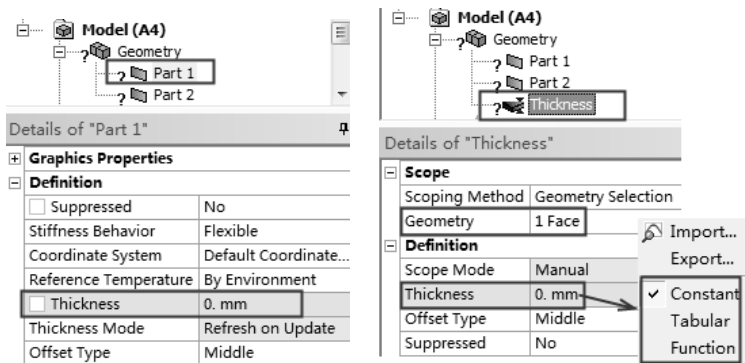 Model (A4)
Geometry
Part 1
Part 2
Details of "Part 1"
Graphics Properties
Definition
Suppressed No
Stiffness Behavior Flexible
Coordinate System Default Coordinate...
Reference Temperature By Environment
Thickness 0. mm
Thickness Mode Refresh on Update
Offset Type Middle
Model (A4)
Geometry
Part 1
Part 2
Thickness
Details of "Thickness"
Scope
Scoping Method Geometry Selection
Geometry 1 Face
Definition
Scope Mode Manual
Thickness 0. mm
Offset Type Middle
Suppressed No
Import...
Export...
Constant
Tabular
Function